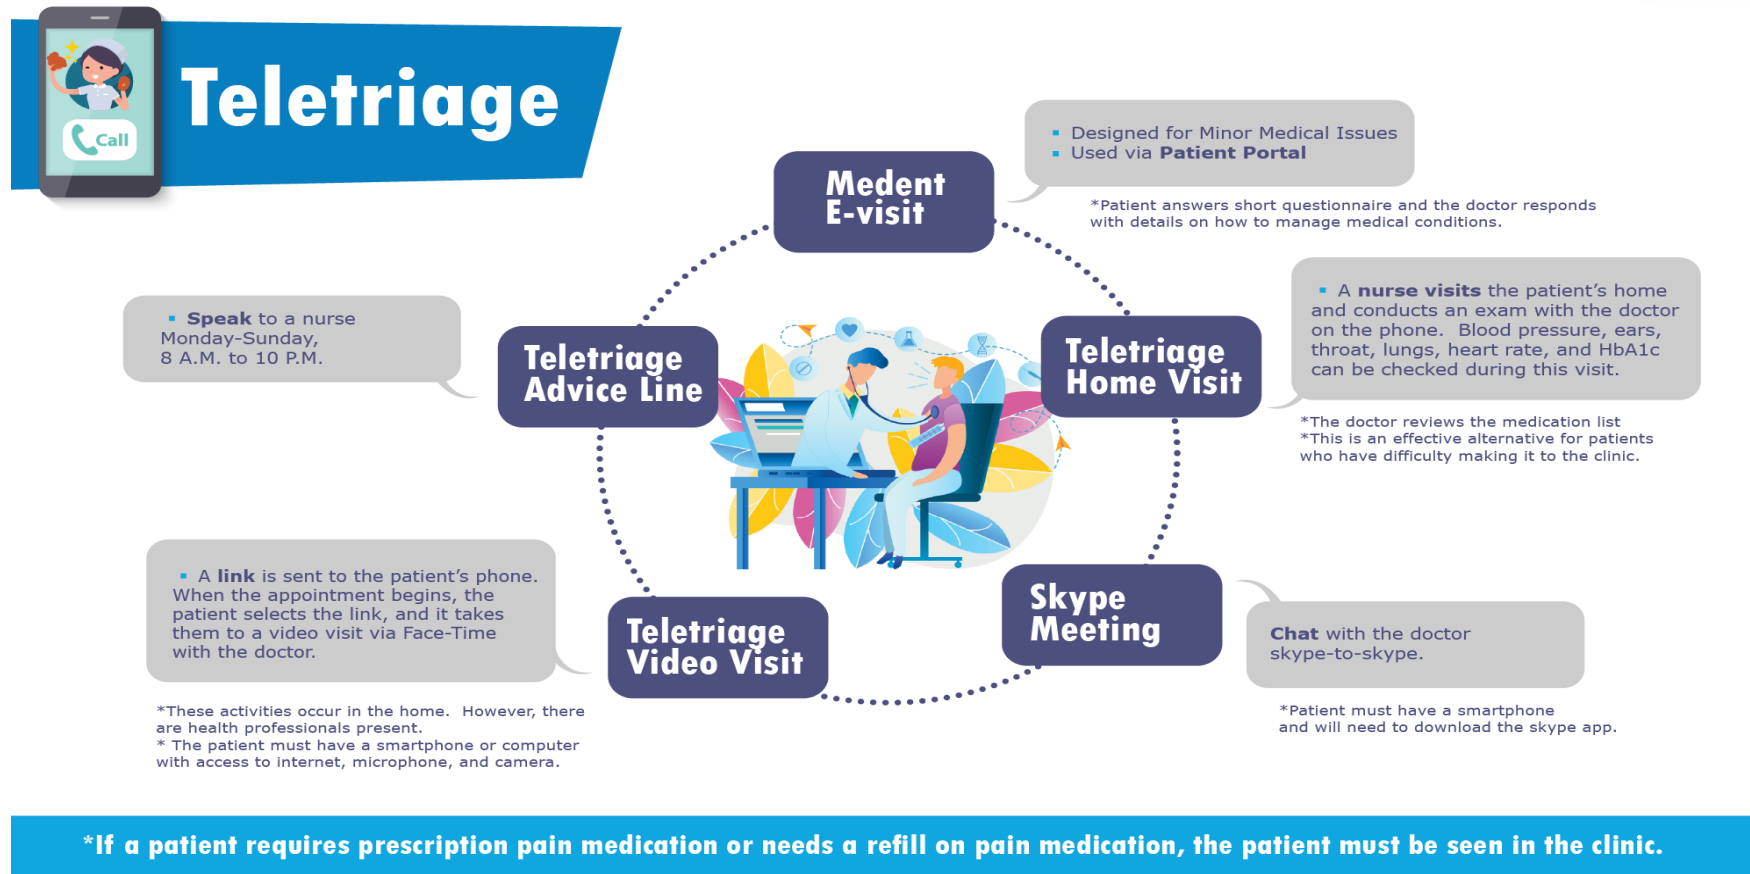 Call
Teletriage
Medent
E-visit
▪ Designed for Minor Medical Issues
▪ Used via Patient Portal
*Patient answers short questionnaire and the doctor responds
with details on how to manage medical conditions.
Teletriage
Home Visit
▪ A nurse visits the patient’s home
and conducts an exam with the doctor
on the phone. Blood pressure, ears,
throat, lungs, heart rate, and HbA1c
can be checked during this visit.
*The doctor reviews the medication list
*This is an effective alternative for patients
who have difficulty making it to the clinic.
Skype
Meeting
Chat with the doctor
skype-to-skype.
*Patient must have a smartphone
and will need to download the skype app.
Teletriage
Video Visit
▪ A link is sent to the patient’s phone.
When the appointment begins, the
patient selects the link, and it takes
them to a video visit via Face-Time
with the doctor.
*These activities occur in the home. However, there
are health professionals present.
* The patient must have a smartphone or computer
with access to internet, microphone, and camera.
Teletriage
Advice Line
▪ Speak to a nurse
Monday-Sunday,
8 A.M. to 10 P.M.
*If a patient requires prescription pain medication or needs a refill on pain medication, the patient must be seen in the clinic.